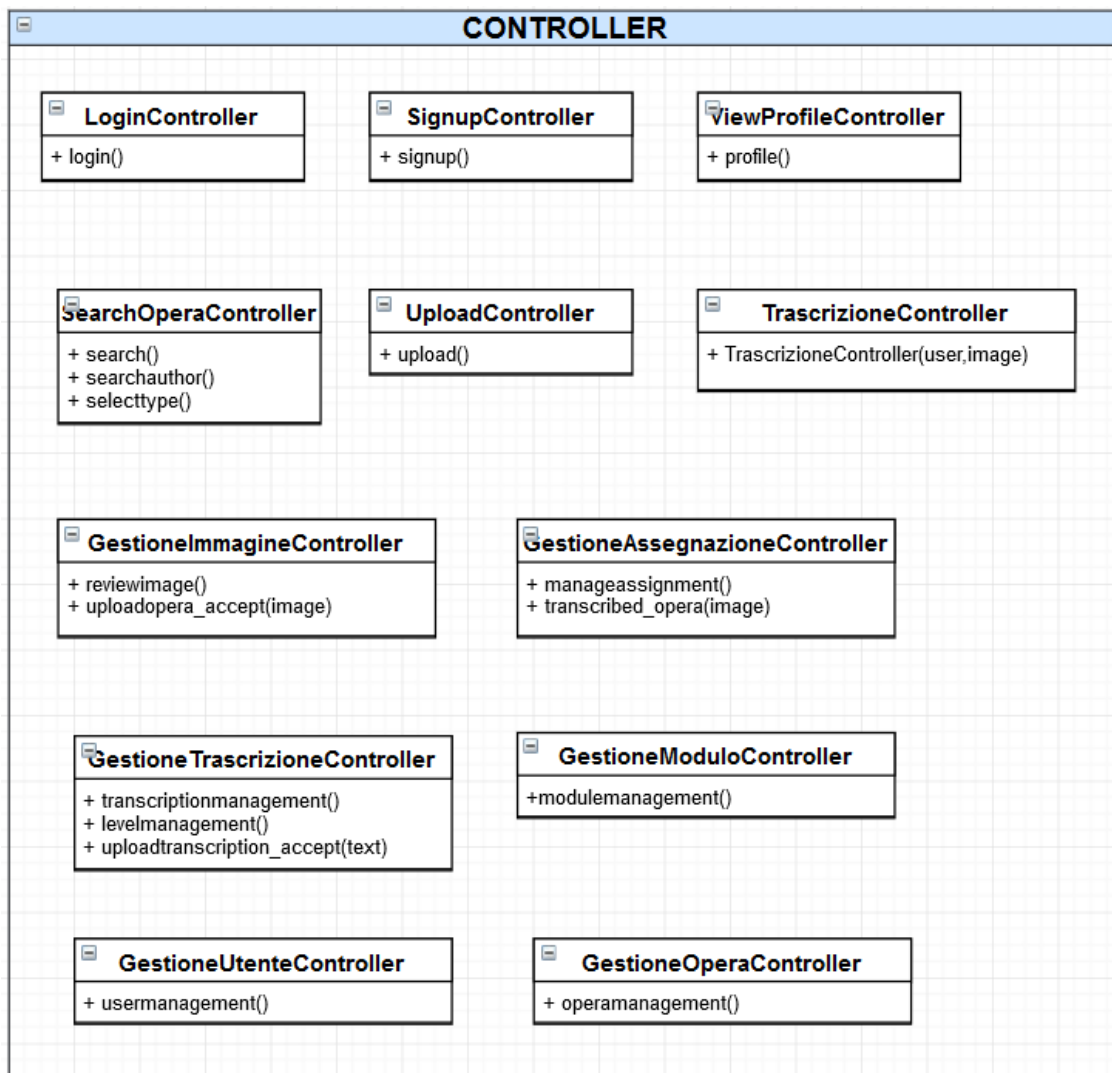 CONTROLLER
LoginController
+ login()
SignupController
+ signup()
ViewProfileController
+ profile()
SearchOperaController
+ search()
+ searchauthor()
+ selecttype()
UploadController
+ upload()
TrascrizioneController
+ TrascrizioneController(user,image)
GestioneImmagineController
+ reviewimage()
+ uploadopera_accept(image)
GestioneAssegnazioneController
+ manageassignment()
+ transcribed_opera(image)
GestioneTrascrizioneController
+ transcriptionmanagement()
+ levelmanagement()
+ uploadtranscription_accept(text)
GestioneModuloController
+modulemanagement()
GestioneUtenteController
+ usermanagement()
GestioneOperaController
+ operamanagement()